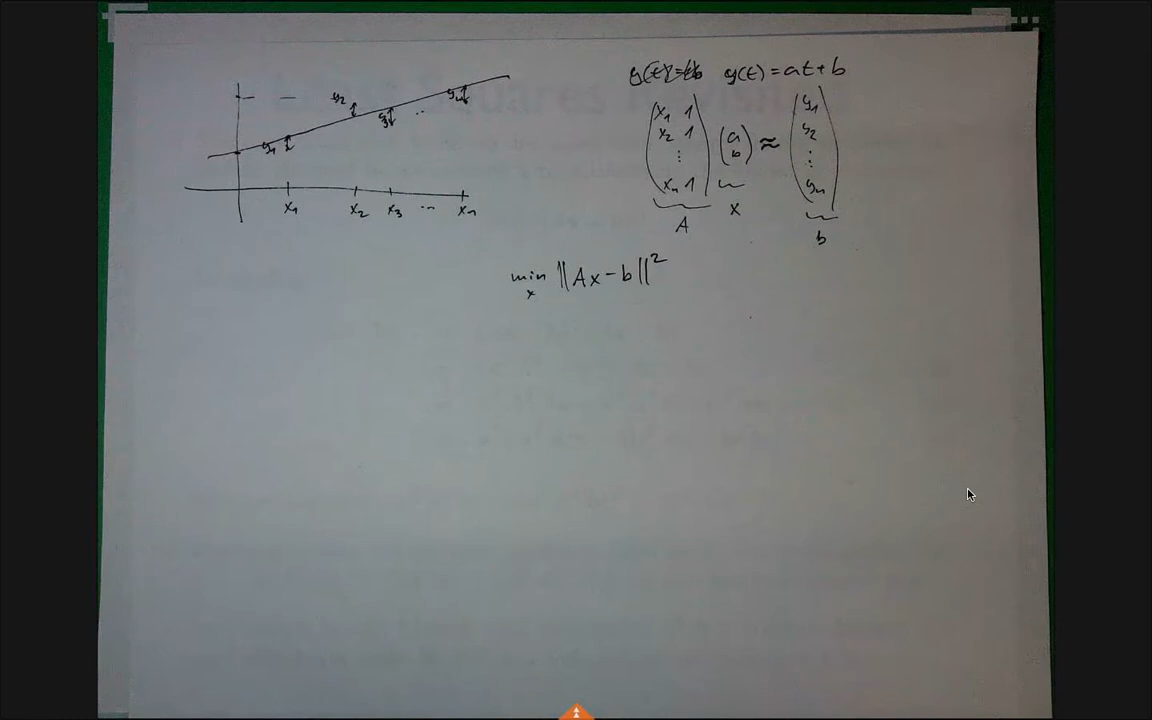 y(t) = at + b
y₂ yₙ
y₁ y₃ ..
x₁ x₂ x₃ ... xₙ
(x₁ 1; x₂ 1; ⋮; xₙ 1) (a; b) ≈ (y₁; y₂; ⋮; yₙ)
A x b
min ‖Ax − b‖²
x